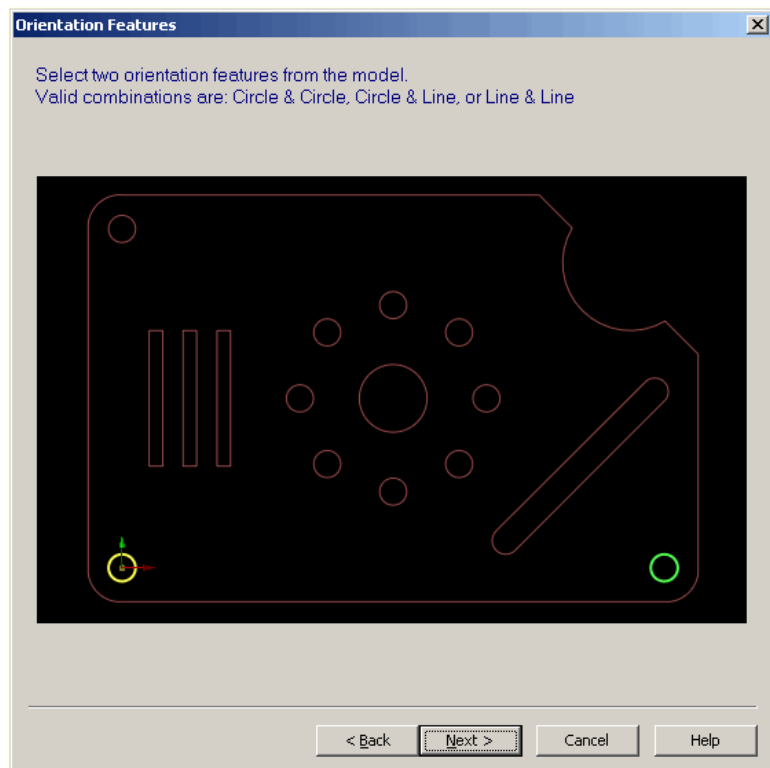 Orientation Features
Select two orientation features from the model.
Valid combinations are: Circle & Circle, Circle & Line, or Line & Line
< Back
Next >
Cancel
Help